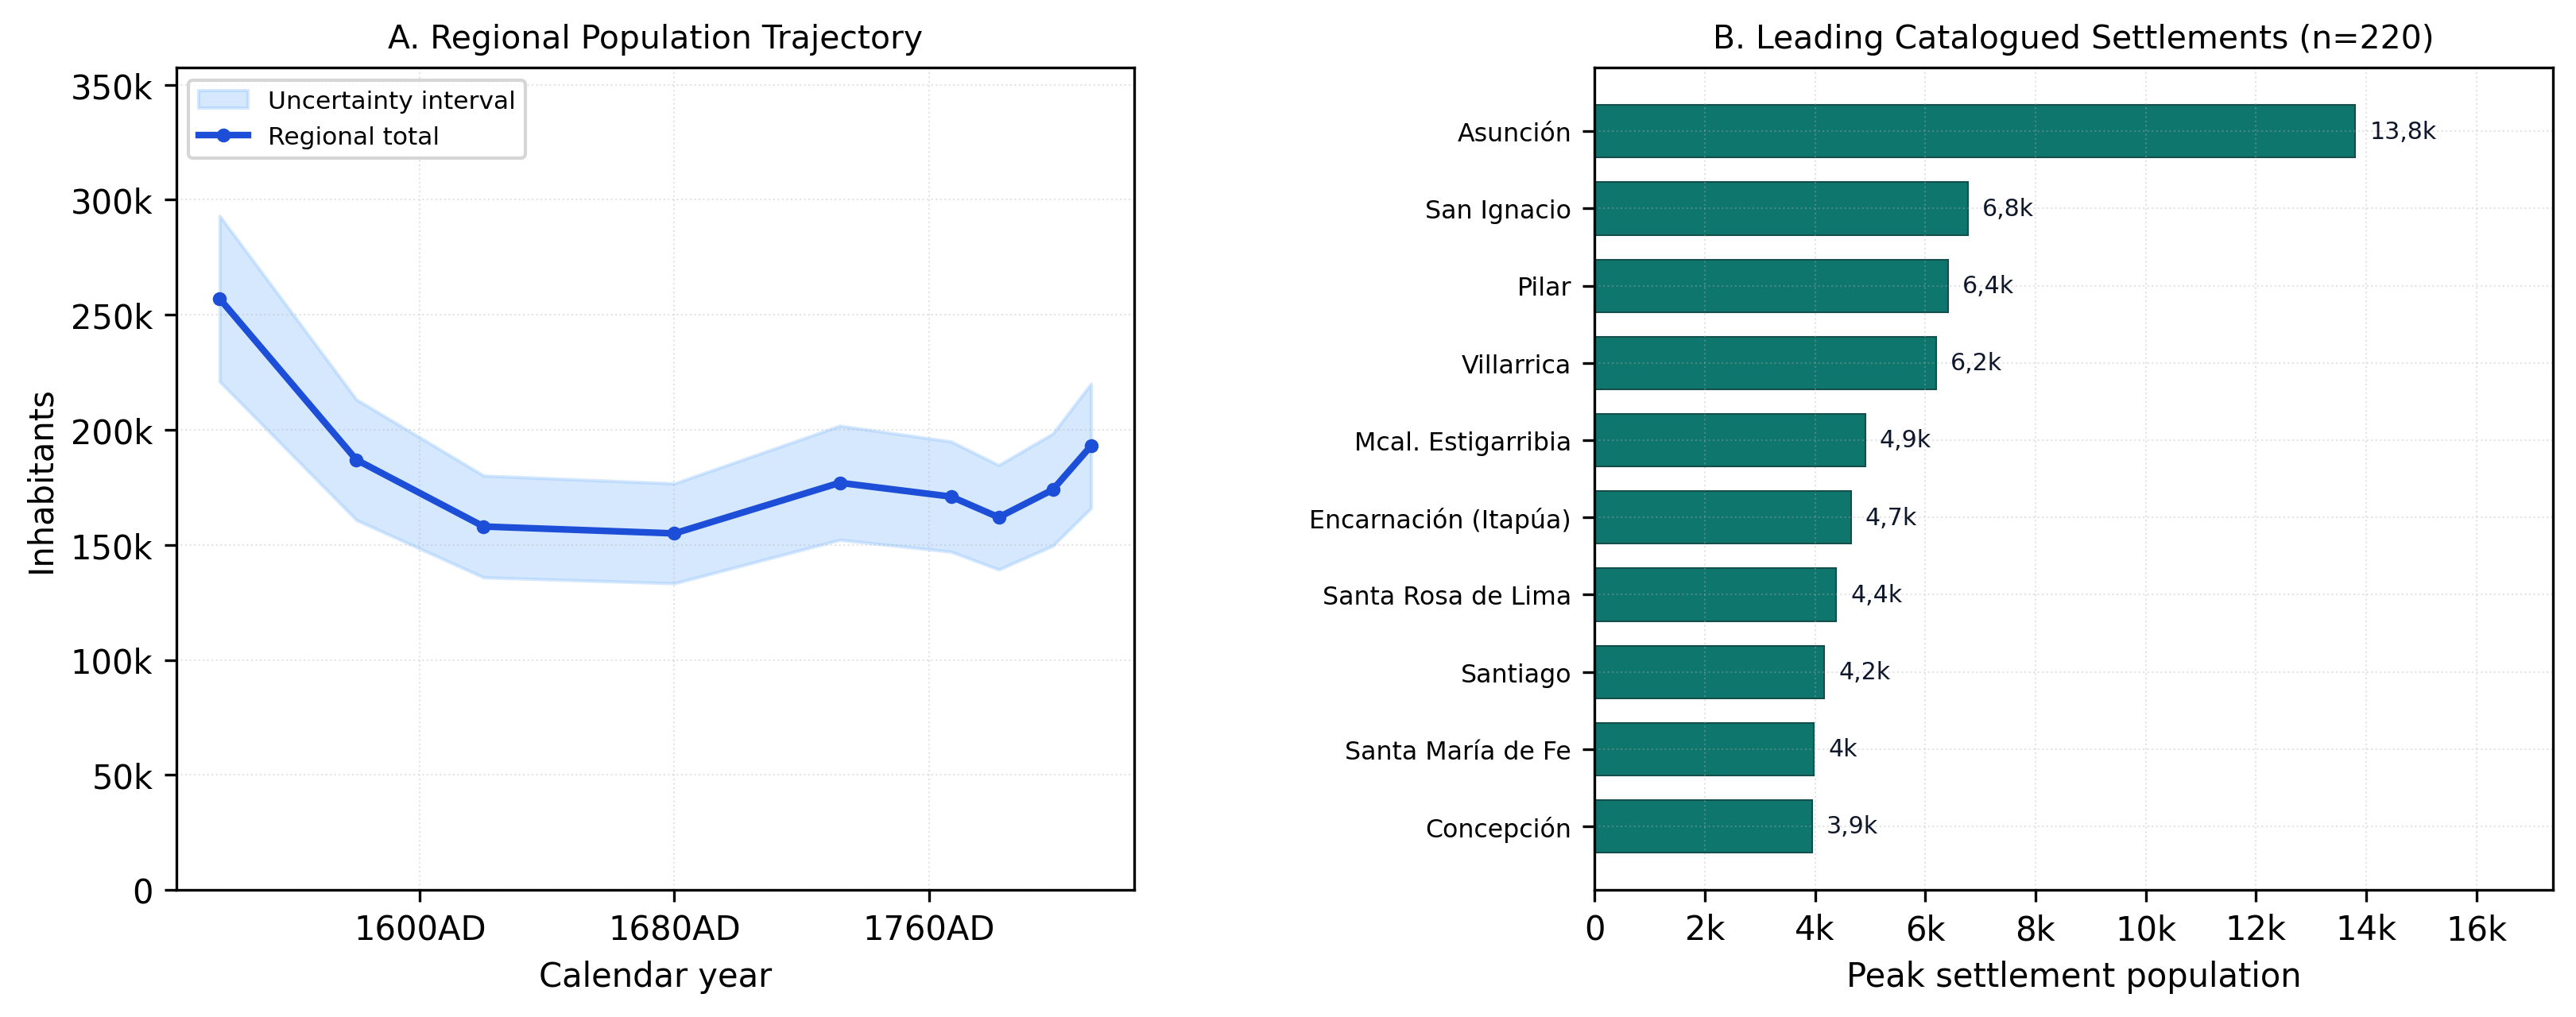 A. Regional Population Trajectory
350k
300k
250k
200k
150k
100k
50k
0
Inhabitants
Uncertainty interval
Regional total
1600AD
1680AD
1760AD
Calendar year
B. Leading Catalogued Settlements (n=220)
Asunción
13,8k
San Ignacio
6,8k
Pilar
6,4k
Villarrica
6,2k
Mcal. Estigarribia
4,9k
Encarnación (Itapúa)
4,7k
Santa Rosa de Lima
4,4k
Santiago
4,2k
Santa María de Fe
4k
Concepción
3,9k
0
2k
4k
6k
8k
10k
12k
14k
16k
Peak settlement population